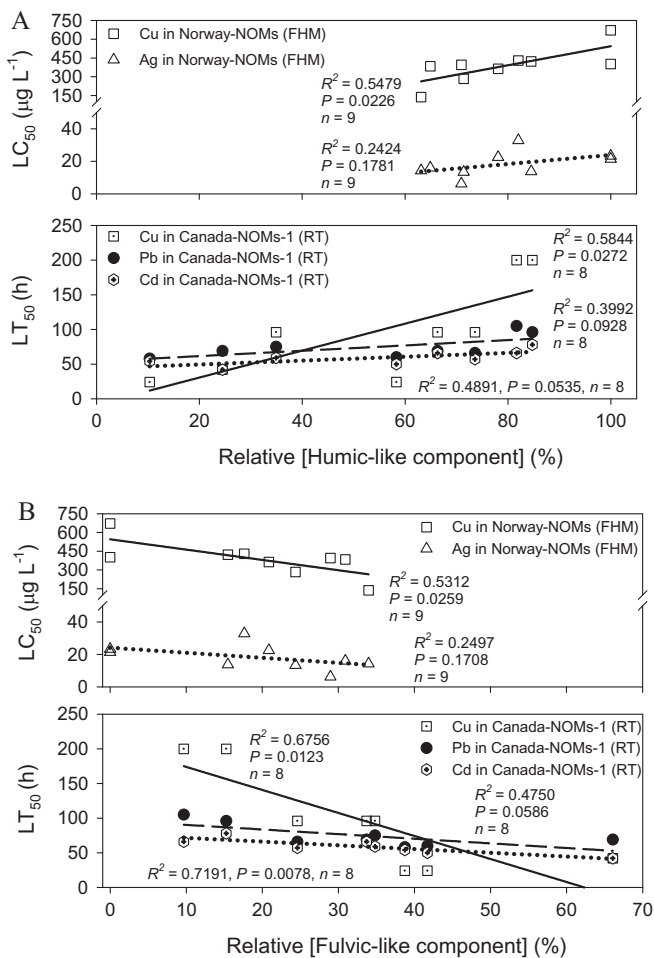 A
Cu in Norway-NOMs (FHM)
Ag in Norway-NOMs (FHM)
LC50 (µg L−1)
750
600
450
300
150
40
20
0
R2 = 0.5479
P = 0.0226
n = 9
R2 = 0.2424
P = 0.1781
n = 9
LT50 (h)
250
200
150
100
50
0
Cu in Canada-NOMs-1 (RT)
Pb in Canada-NOMs-1 (RT)
Cd in Canada-NOMs-1 (RT)
R2 = 0.5844
P = 0.0272
n = 8
R2 = 0.3992
P = 0.0928
n = 8
R2 = 0.4891, P = 0.0535, n = 8
0 20 40 60 80 100
Relative [Humic-like component] (%)
B
Cu in Norway-NOMs (FHM)
Ag in Norway-NOMs (FHM)
LC50 (µg L−1)
750
600
450
300
150
40
20
0
R2 = 0.5312
P = 0.0259
n = 9
R2 = 0.2497
P = 0.1708
n = 9
LT50 (h)
250
200
150
100
50
0
R2 = 0.6756
P = 0.0123
n = 8
Cu in Canada-NOMs-1 (RT)
Pb in Canada-NOMs-1 (RT)
Cd in Canada-NOMs-1 (RT)
R2 = 0.4750
P = 0.0586
n = 8
R2 = 0.7191, P = 0.0078, n = 8
0 10 20 30 40 50 60 70
Relative [Fulvic-like component] (%)